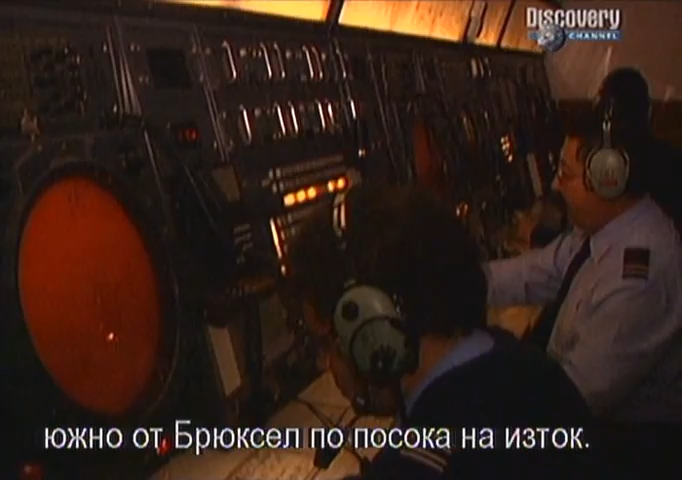 Discovery
CHANNEL
южно от Брюксел по посока на изток.